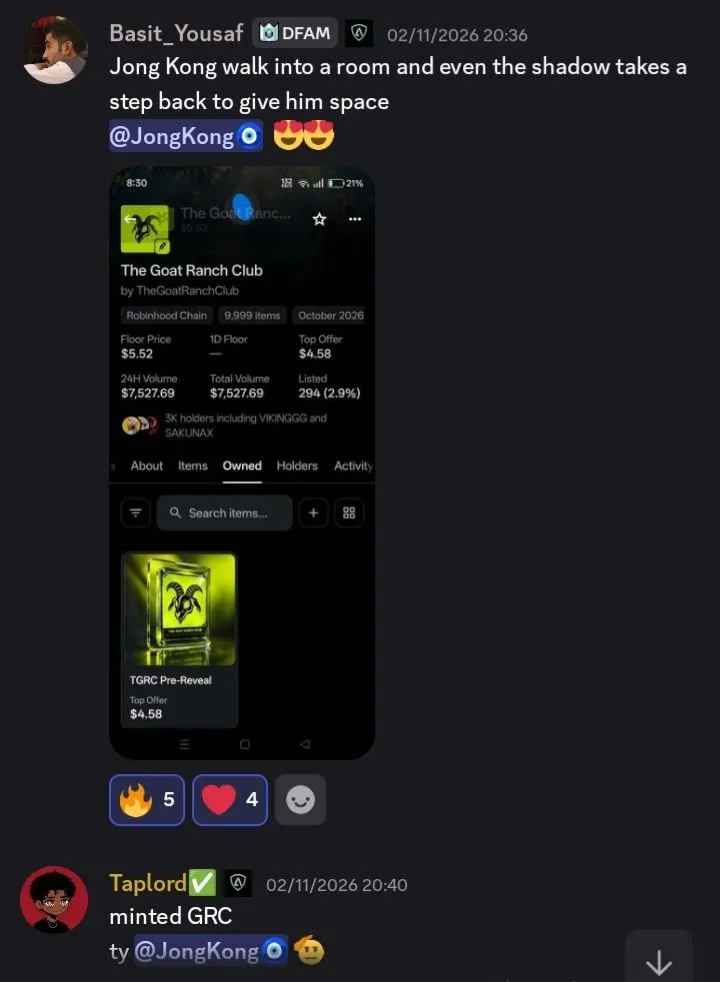 Basit_Yousaf DFAM 02/11/2026 20:36
Jong Kong walk into a room and even the shadow takes a
step back to give him space
@JongKong🧿 😍😍
8:30 21%
The Goat Ranc...
$5.52
The Goat Ranch Club
by TheGoatRanchClub
Robinhood Chain 9,999 items October 2026
Floor Price 1D Floor Top Offer
$5.52 — $4.58
24H Volume Total Volume Listed
$7,527.69 $7,527.69 294 (2.9%)
3K holders including VIKINGGG and
SAKUNAX
About Items Owned Holders Activity
Search items...
THE GOAT RANCH CLUB
TGRC Pre-Reveal
Top Offer
$4.58
🔥 5 ❤️ 4
Taplord✅ 02/11/2026 20:40
minted GRC
ty @JongKong🧿 🫡